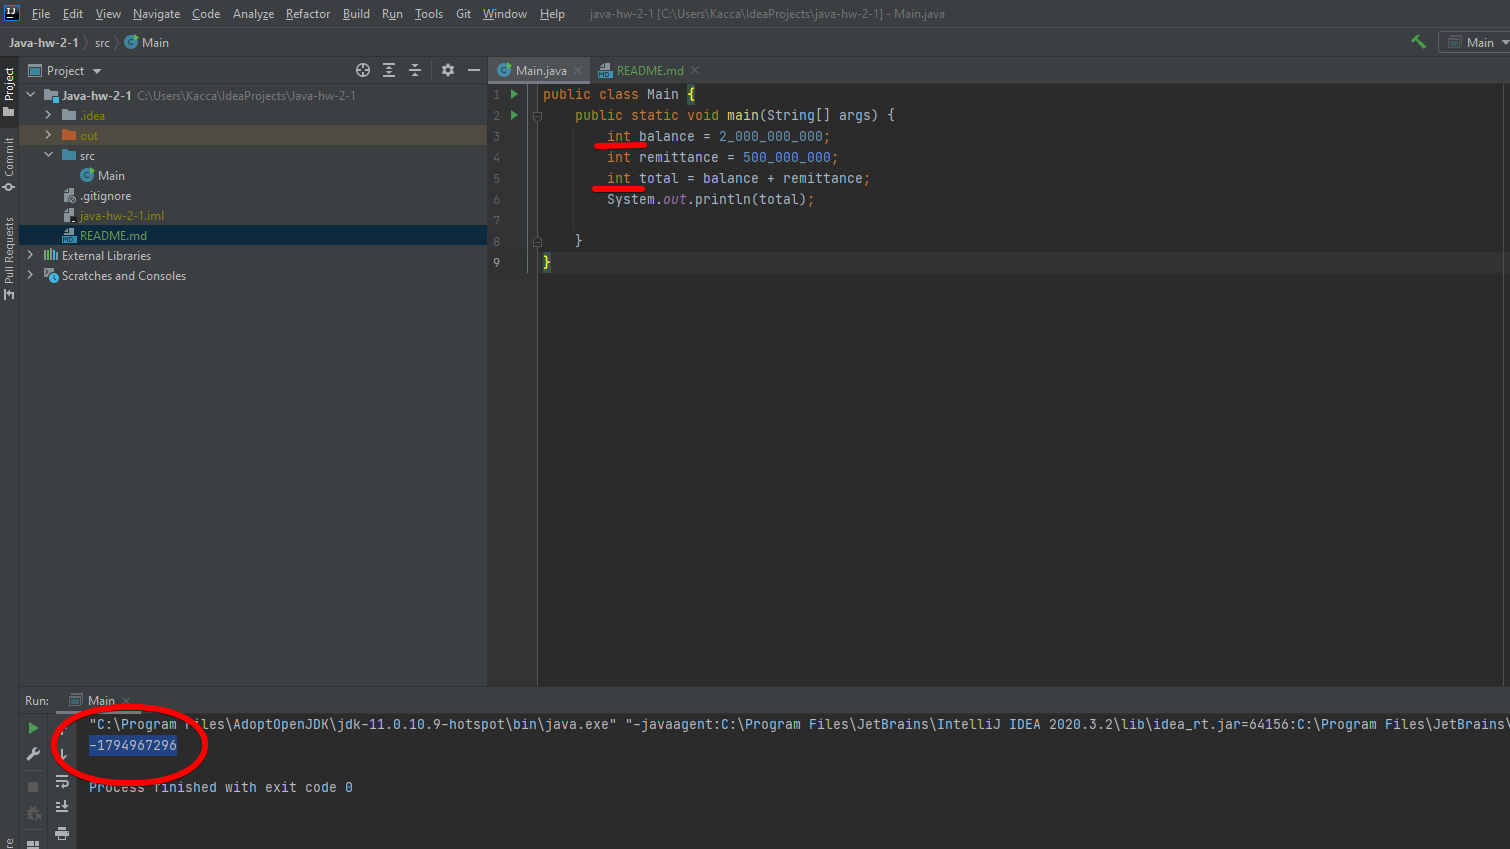 IJ File Edit View Navigate Code Analyze Refactor Build Run Tools Git Window Help java-hw-2-1 [C:\Users\Kacca\IdeaProjects\java-hw-2-1] - Main.java
Java-hw-2-1 src Main
Main
Project
Main.java README.md
Project
Commit
Pull Requests
Java-hw-2-1 C:\Users\Kacca\IdeaProjects\Java-hw-2-1
.idea
out
src
Main
.gitignore
java-hw-2-1.iml
README.md
External Libraries
Scratches and Consoles
1 public class Main {
2 public static void main(String[] args) {
3 int balance = 2_000_000_000;
4 int remittance = 500_000_000;
5 int total = balance + remittance;
6 System.out.println(total);
7
8 }
9 }
Run: Main
"C:\Program Files\AdoptOpenJDK\jdk-11.0.10.9-hotspot\bin\java.exe" "-javaagent:C:\Program Files\JetBrains\IntelliJ IDEA 2020.3.2\lib\idea_rt.jar=64156:C:\Program Files\JetBrains\
-1794967296
Process finished with exit code 0